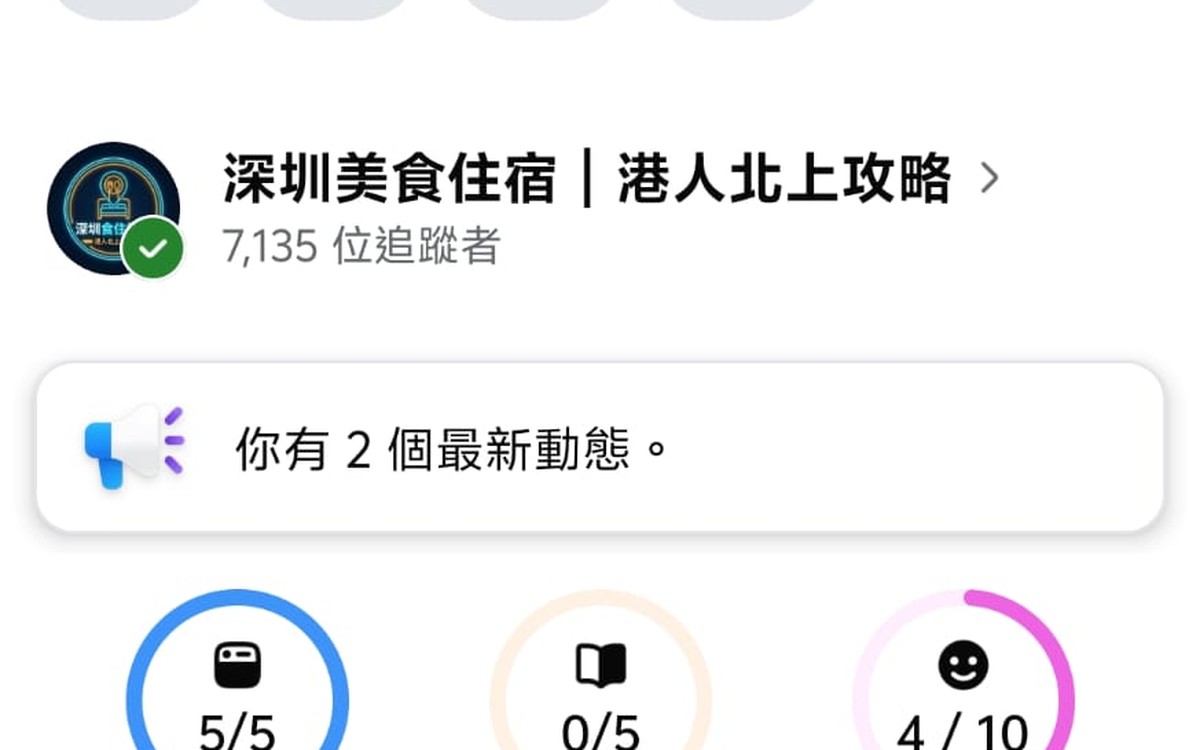 深圳美食住宿｜港人北上攻略
7,135 位追蹤者
你有 2 個最新動態。
5/5
0/5
4 / 10